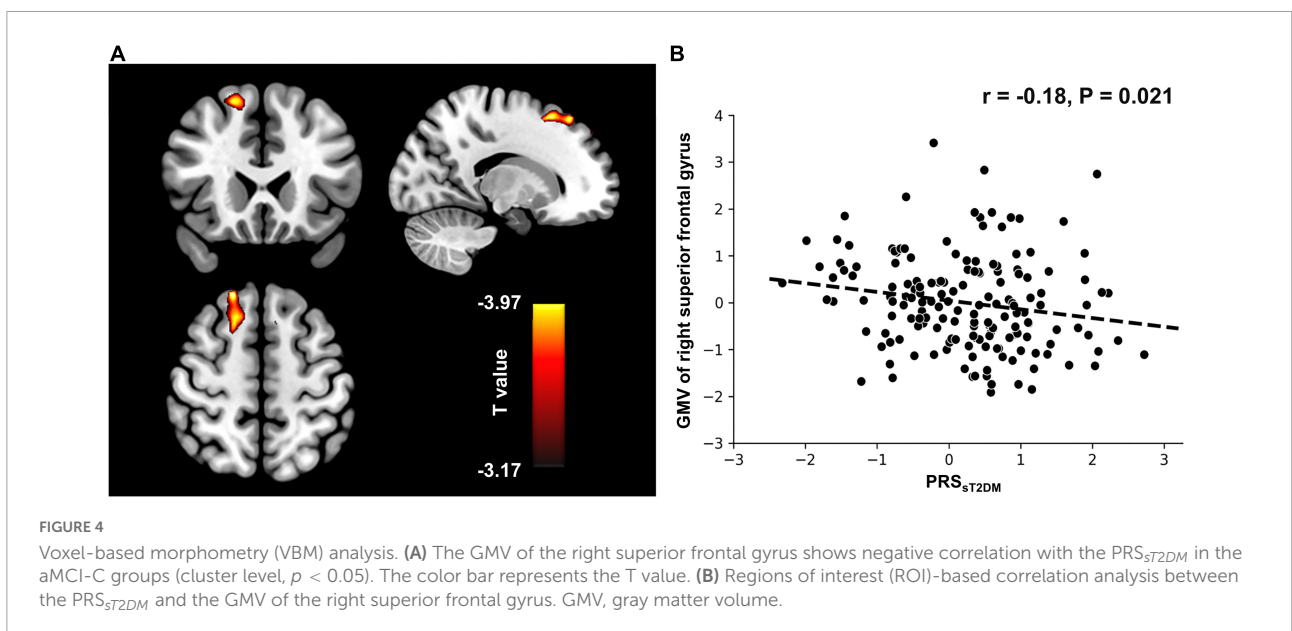 A
B
r = -0.18, P = 0.021
-3.97
T value
-3.17
GMV of right superior frontal gyrus
4
3
2
1
0
−1
−2
−3
−3
−2
−1
0
1
2
3
PRSsT2DM
FIGURE 4
Voxel-based morphometry (VBM) analysis. (A) The GMV of the right superior frontal gyrus shows negative correlation with the PRSsT2DM in the
aMCI-C groups (cluster level, p < 0.05). The color bar represents the T value. (B) Regions of interest (ROI)-based correlation analysis between
the PRSsT2DM and the GMV of the right superior frontal gyrus. GMV, gray matter volume.